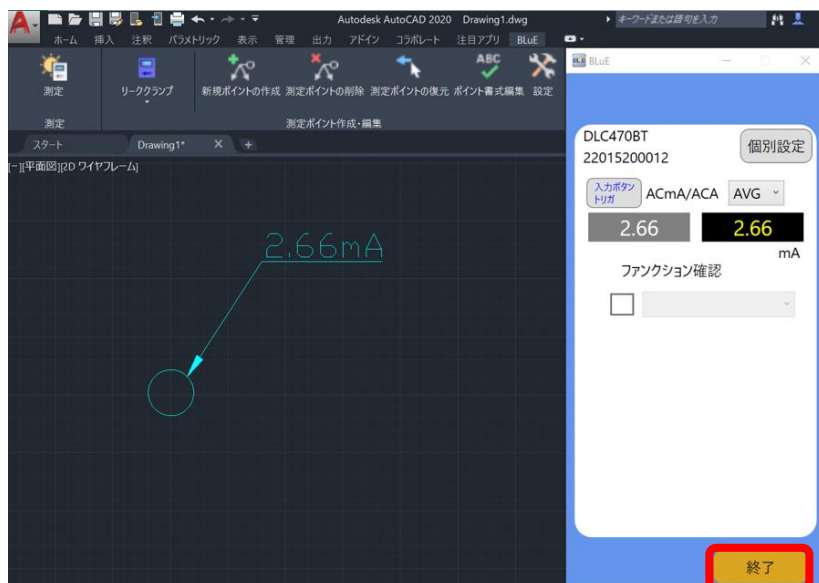 Autodesk AutoCAD 2020 Drawing1.dwg
キーワードまたは語句を入力
ホーム 挿入 注釈 パラメトリック 表示 管理 出力 アドイン コラボレート 注目アプリ BLuE
測定 リーククランプ 新規ポイントの作成 測定ポイントの削除 測定ポイントの復元 ABC ポイント書式編集 設定
測定 測定ポイント作成・編集
スタート Drawing1* × +
[-][平面図][2D ワイヤフレーム]
2.66mA
BLuE
DLC470BT
22015200012
個別設定
入力ボタン
トリガ
ACmA/ACA AVG
2.66 2.66
mA
ファンクション確認
終了